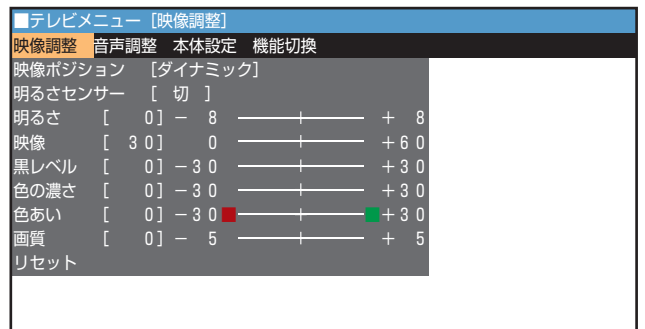 ■テレビメニュー [映像調整]
映像調整 音声調整 本体設定 機能切換
映像ポジション [ダイナミック]
明るさセンサー [ 切 ]
明るさ [ 0] － 8 ＋ 8
映像 [ 30] 0 ＋60
黒レベル [ 0] －30 ＋30
色の濃さ [ 0] －30 ＋30
色あい [ 0] －30 ＋30
画質 [ 0] － 5 ＋ 5
リセット